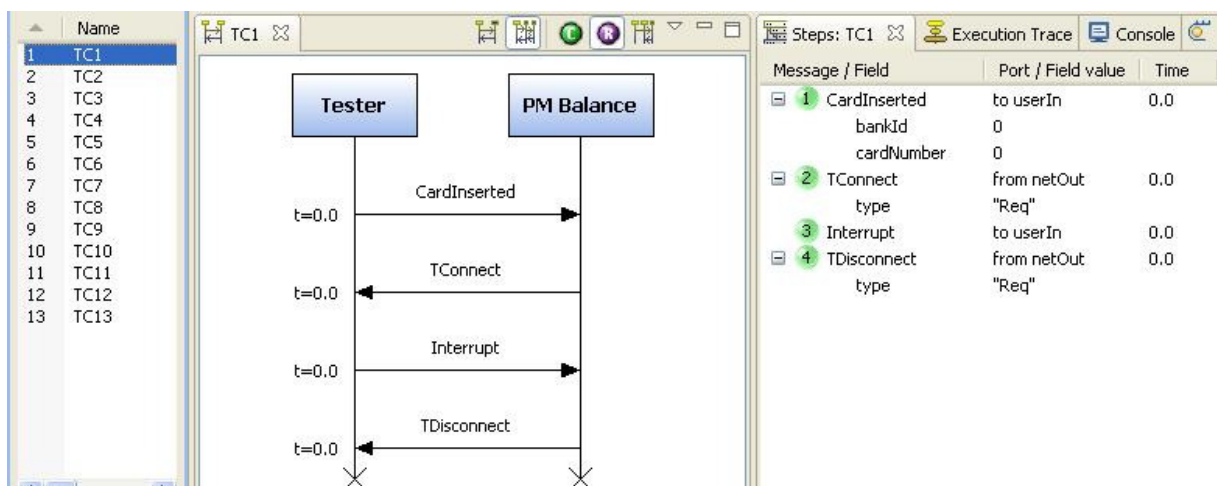 Name
1 TC1
2 TC2
3 TC3
4 TC4
5 TC5
6 TC6
7 TC7
8 TC8
9 TC9
10 TC10
11 TC11
12 TC12
13 TC13
TC1
C R
Tester
PM Balance
CardInserted
t=0.0
TConnect
t=0.0
Interrupt
t=0.0
TDisconnect
t=0.0
Steps: TC1 Execution Trace Console
Message / Field Port / Field value Time
1 CardInserted to userIn 0.0
bankId 0
cardNumber 0
2 TConnect from netOut 0.0
type "Req"
3 Interrupt to userIn 0.0
4 TDisconnect from netOut 0.0
type "Req"